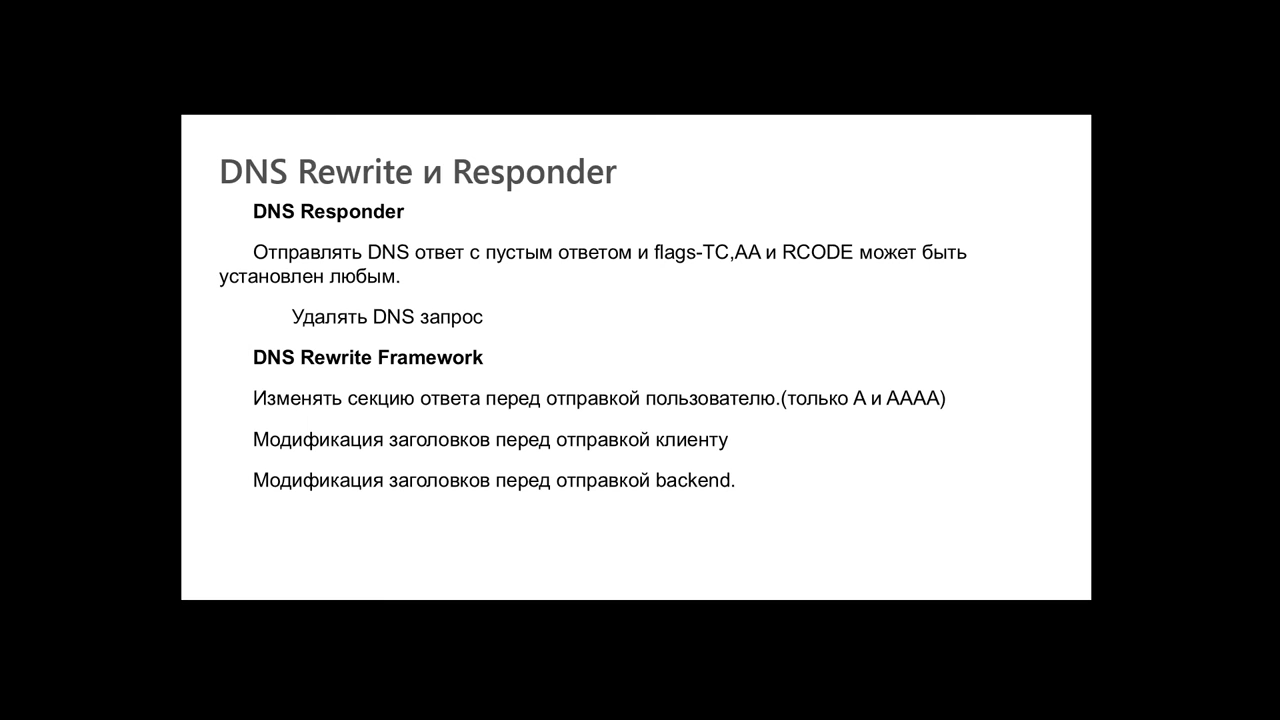 DNS Rewrite и Responder
DNS Responder
Отправлять DNS ответ с пустым ответом и flags-TC,AA и RCODE может быть
установлен любым.
Удалять DNS запрос
DNS Rewrite Framework
Изменять секцию ответа перед отправкой пользователю.(только A и AAAA)
Модификация заголовков перед отправкой клиенту
Модификация заголовков перед отправкой backend.